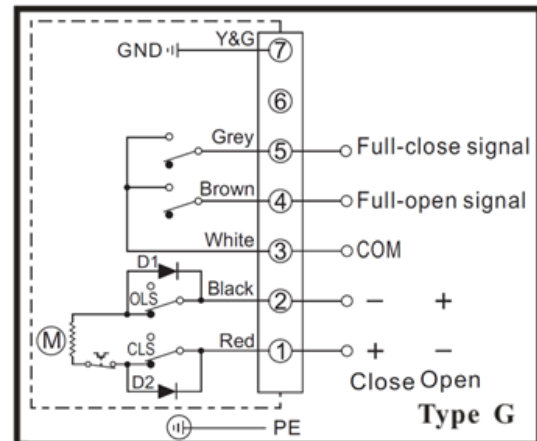 GND Y&G 7
6
Grey 5 Full-close signal
Brown 4 Full-open signal
White 3 COM
D1
OLS Black 2 − +
M
CLS Red 1 + −
D2
Close Open
Type G
PE